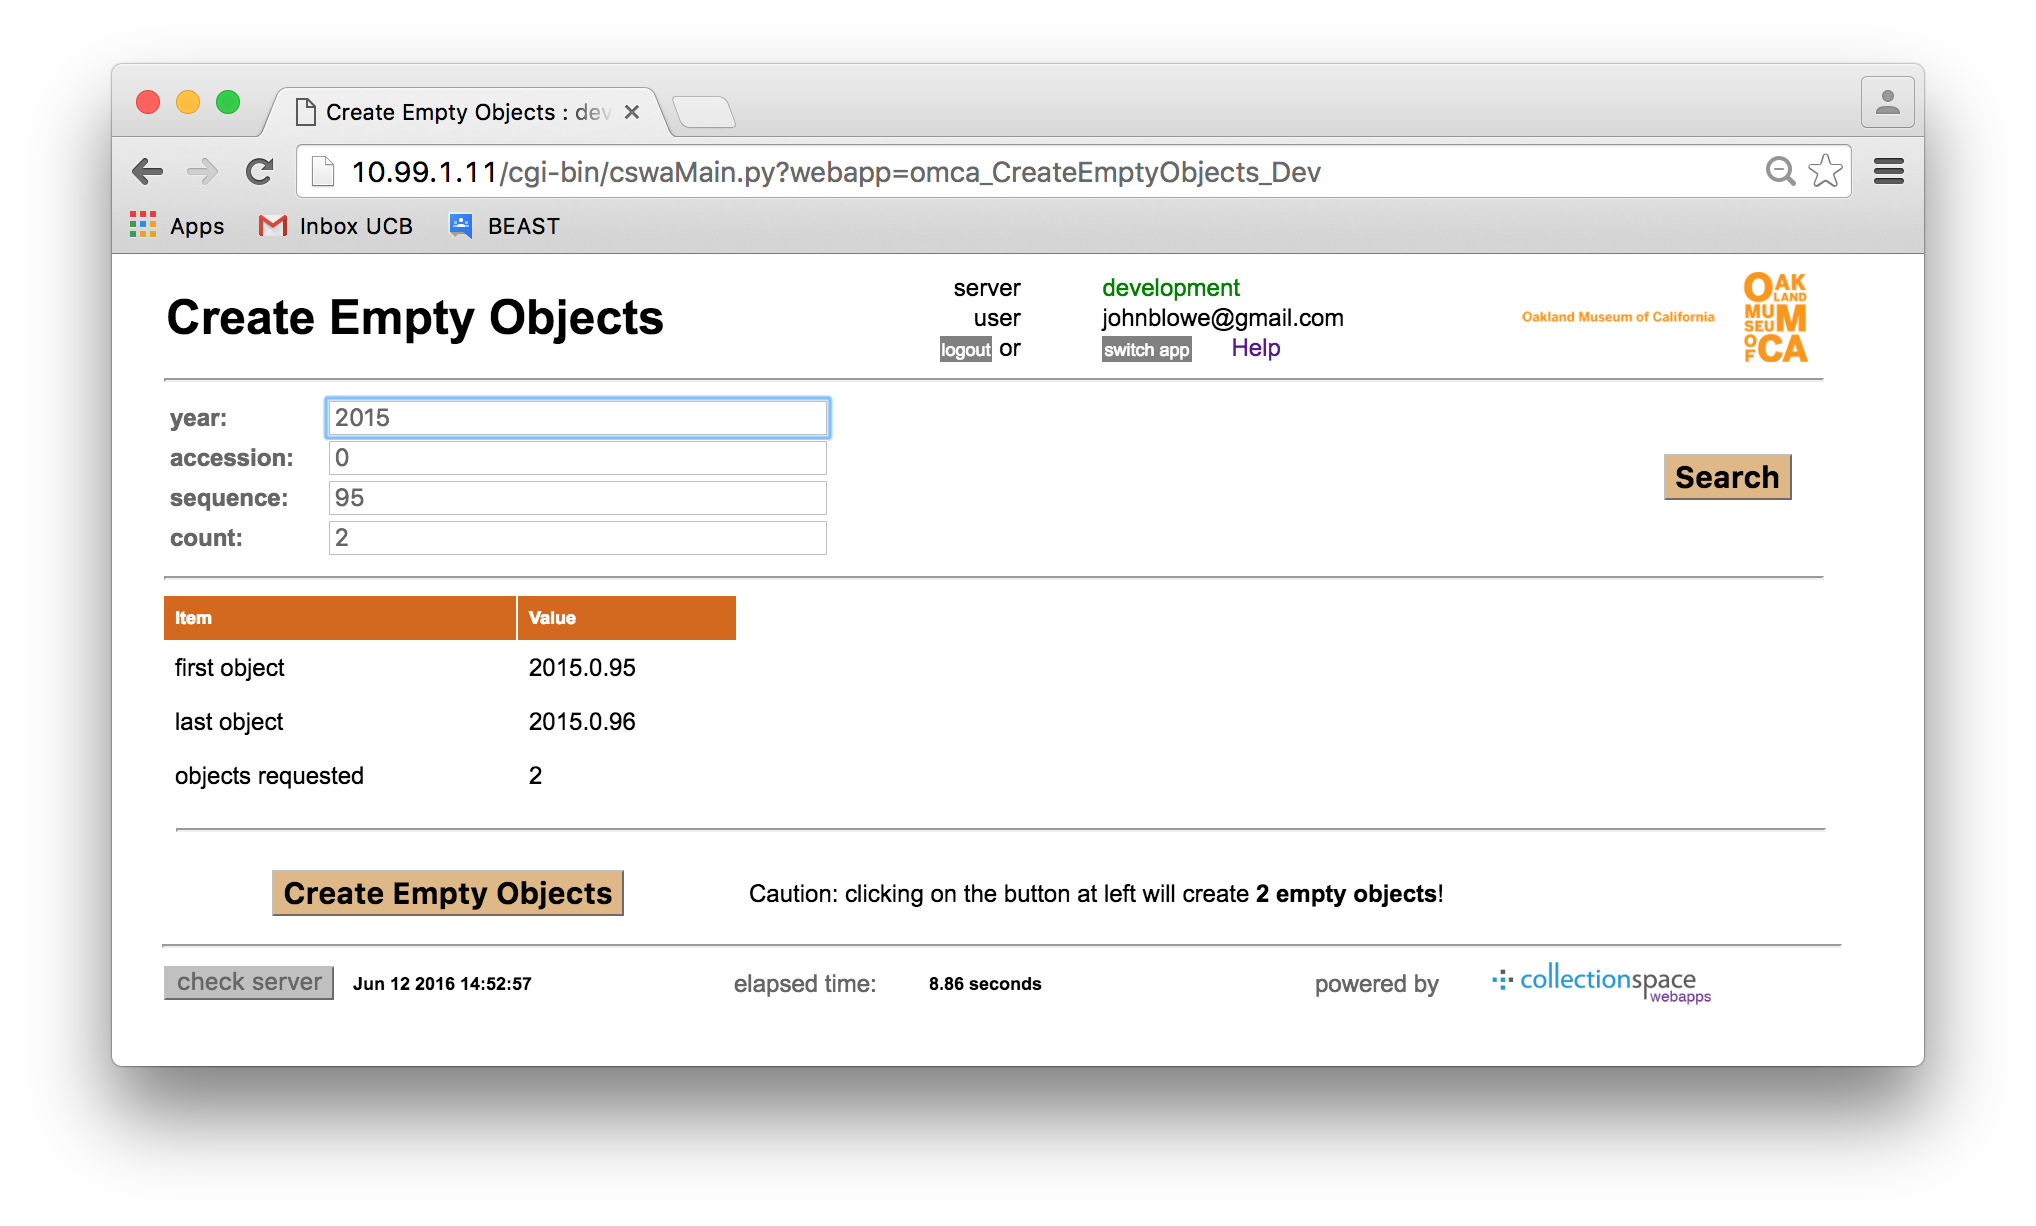 Create Empty Objects : dev
10.99.1.11/cgi-bin/cswaMain.py?webapp=omca_CreateEmptyObjects_Dev
Apps Inbox UCB BEAST
Create Empty Objects
server development
user johnblowe@gmail.com
logout or switch app Help
Oakland Museum of California
OAK
LAND
MU
SEUM
OF CA
year: 2015
accession: 0
sequence: 95
count: 2
Search
Item Value
first object 2015.0.95
last object 2015.0.96
objects requested 2
Create Empty Objects Caution: clicking on the button at left will create 2 empty objects!
check server Jun 12 2016 14:52:57 elapsed time: 8.86 seconds powered by collectionspace
webapps